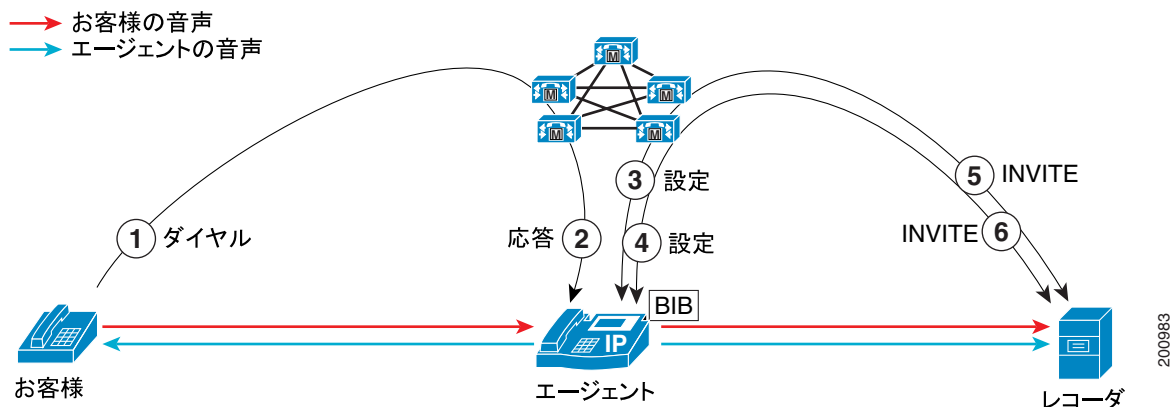 お客様の音声
エージェントの音声
M
M
M
M
M
3 設定
5 INVITE
1 ダイヤル
応答 2
4 設定
INVITE 6
BIB
IP
お客様
エージェント
レコーダ
200983